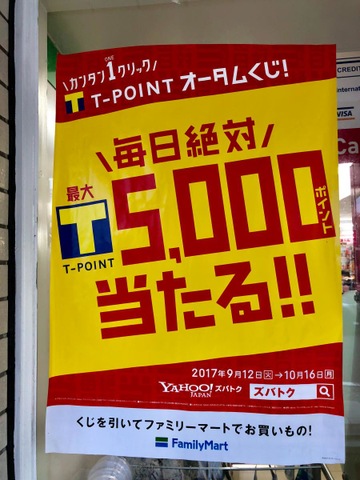 ONE
カンタン1クリック
T T-POINT オータムくじ!
毎日絶対
最大
T 5,000 ポイント
T-POINT
当たる!!
2017年9月12日火→10月16日月
YAHOO! JAPAN ズバトク ズバトク
くじを引いてファミリーマートでお買いもの!
FamilyMart
CREDIT
VISA